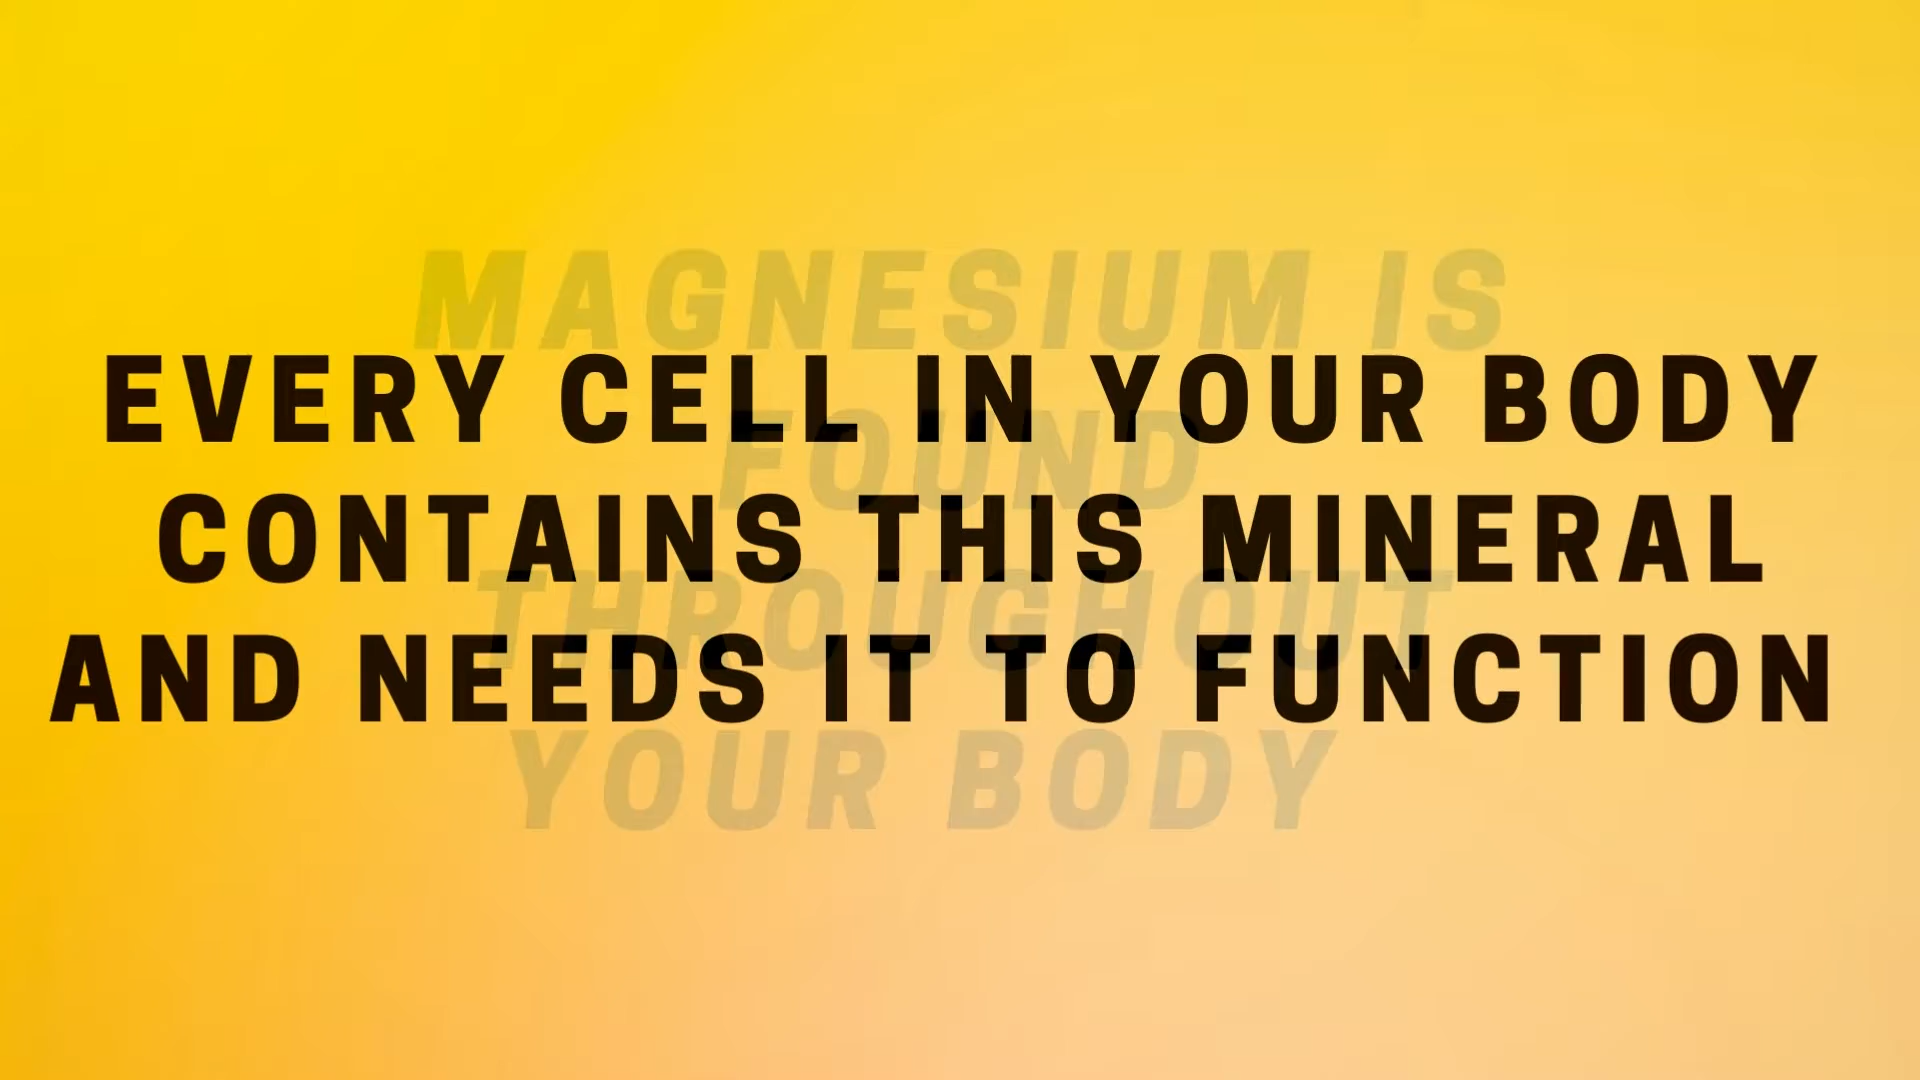 MAGNESIUM IS
EVERY CELL IN YOUR BODY
FOUND
CONTAINS THIS MINERAL
THROUGHOUT
AND NEEDS IT TO FUNCTION
YOUR BODY